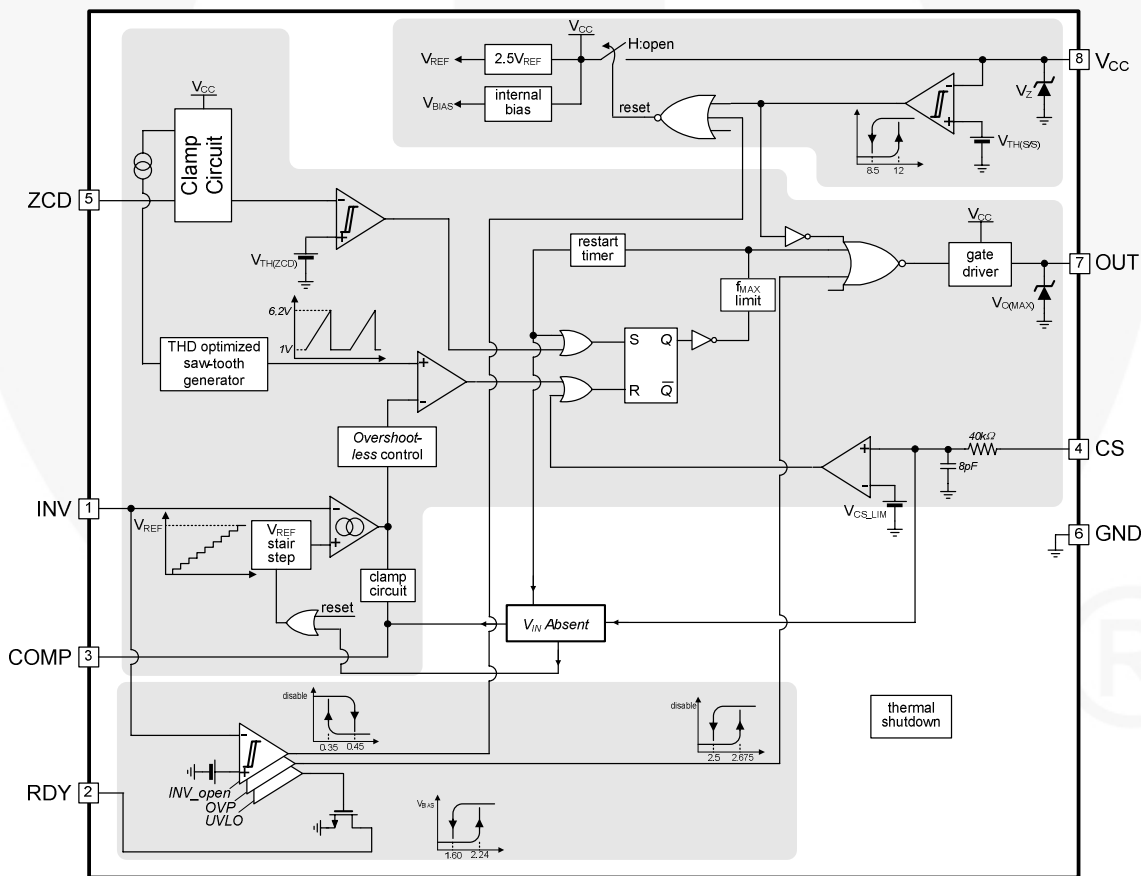 VCC
H:open
VREF
2.5VREF
8
VCC
VBIAS
internal
bias
reset
VZ
VTH(S/S)
8.5
12
VCC
Clamp
Circuit
ZCD
5
VTH(ZCD)
restart
timer
VCC
gate
driver
7
OUT
VO(MAX)
fMAX
limit
6.2V
1V
THD optimized
saw-tooth
generator
+
−
S
Q
R
Q̅
Overshoot-
less control
40kΩ
4
CS
8pF
VCS_LIM
INV
1
VREF
VREF
stair
step
−
+
clamp
circuit
6
GND
reset
VIN Absent
COMP
3
disable
0.35
0.45
disable
2.5
2.675
thermal
shutdown
−
+
INV_open
OVP
UVLO
RDY
2
VBIAS
1.60
2.24
R